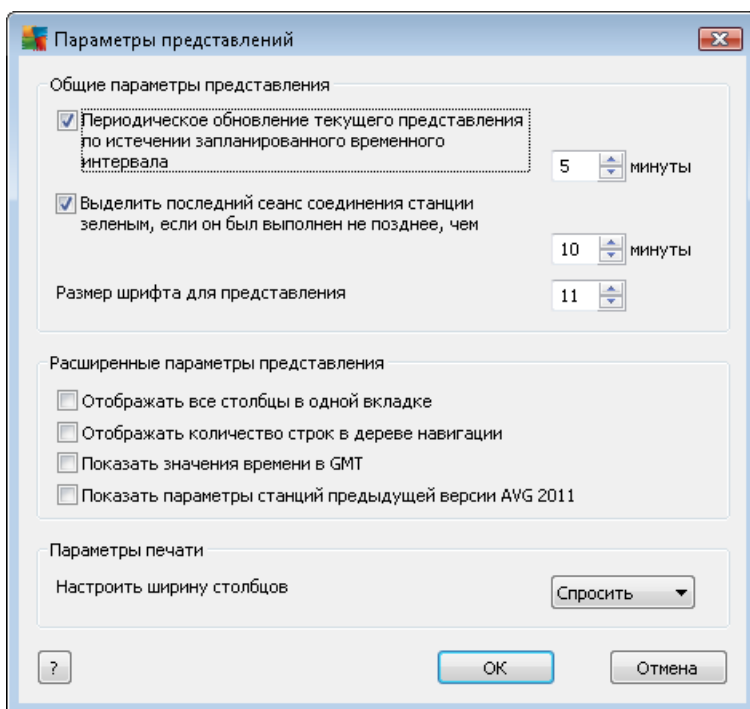 Параметры представлений
Общие параметры представления
Периодическое обновление текущего представления
по истечении запланированного временного
интервала
5 минуты
Выделить последний сеанс соединения станции
зеленым, если он был выполнен не позднее, чем
10 минуты
Размер шрифта для представления 11
Расширенные параметры представления
Отображать все столбцы в одной вкладке
Отображать количество строк в дереве навигации
Показать значения времени в GMT
Показать параметры станций предыдущей версии AVG 2011
Параметры печати
Настроить ширину столбцов Спросить
? ОК Отмена